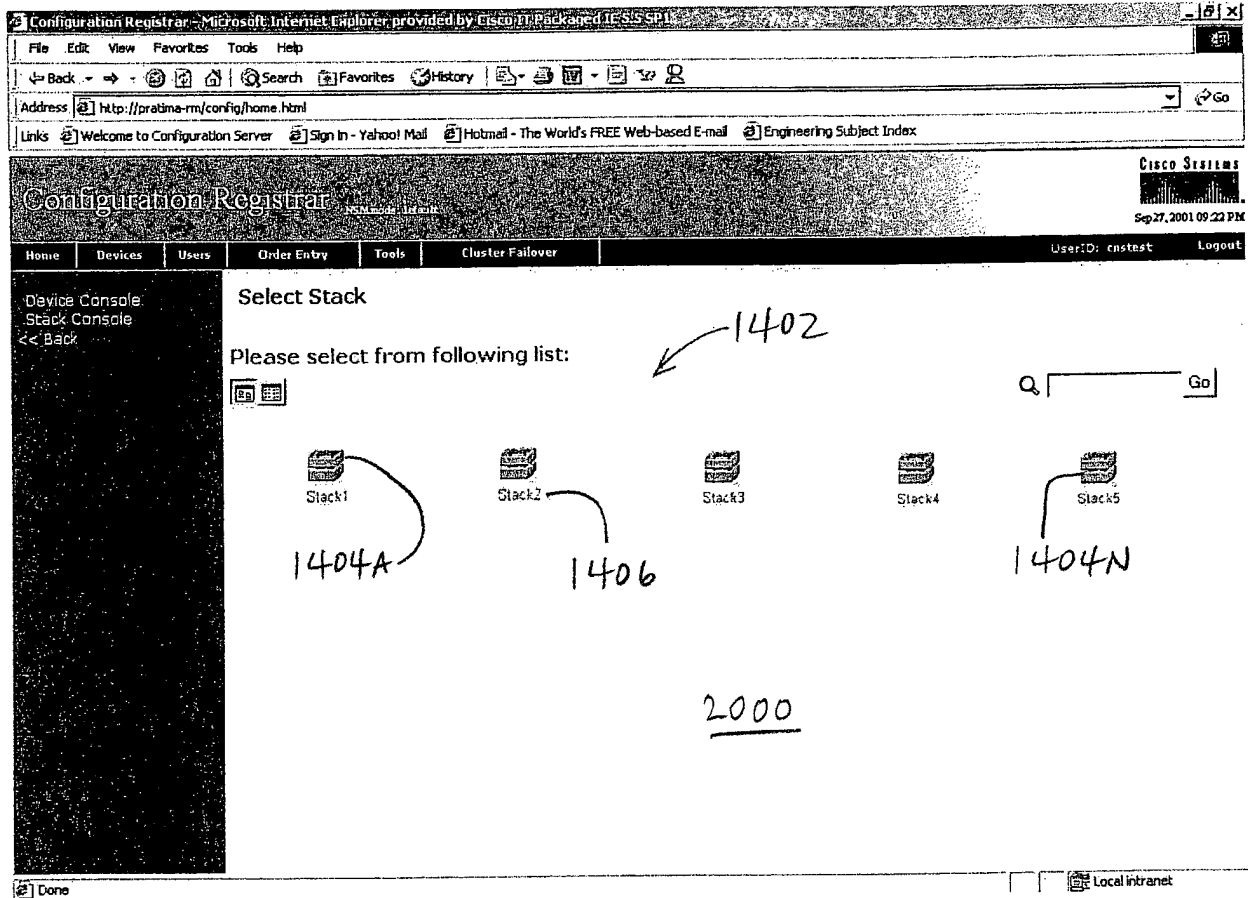 Configuration Registrar - Microsoft Internet Explorer provided by Cisco IT Packaged IE 5.5 SP1
File Edit View Favorites Tools Help
Back Search Favorites History
Address http://pratima-rm/config/home.html Go
Links Welcome to Configuration Server Sign In - Yahoo! Mail Hotmail - The World's FREE Web-based E-mail Engineering Subject Index
CISCO SYSTEMS
Configuration Registrar
Sep 27, 2001 09:22 PM
Home Devices Users Order Entry Tools Cluster Failover UserID: cnstest Logout
Device Console
Stack Console
<< Back
Select Stack
1402
Please select from following list:
Go
Stack1 Stack2 Stack3 Stack4 Stack5
1404A 1406 1404N
2000
Done Local intranet